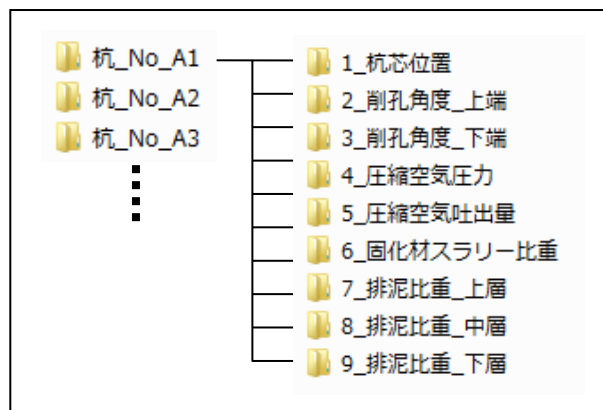 杭_No_A1
杭_No_A2
杭_No_A3
1_杭芯位置
2_削孔角度_上端
3_削孔角度_下端
4_圧縮空気圧力
5_圧縮空気吐出量
6_固化材スラリー比重
7_排泥比重_上層
8_排泥比重_中層
9_排泥比重_下層